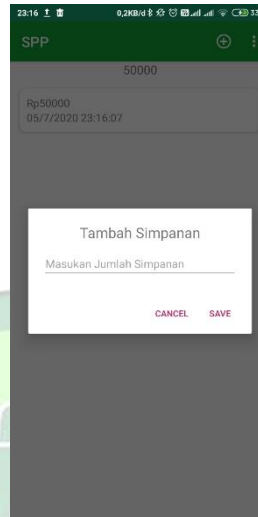 23:16 0,2KB/d 33
SPP
50000
Rp50000
05/7/2020 23:16:07
Tambah Simpanan
Masukan Jumlah Simpanan
CANCEL SAVE